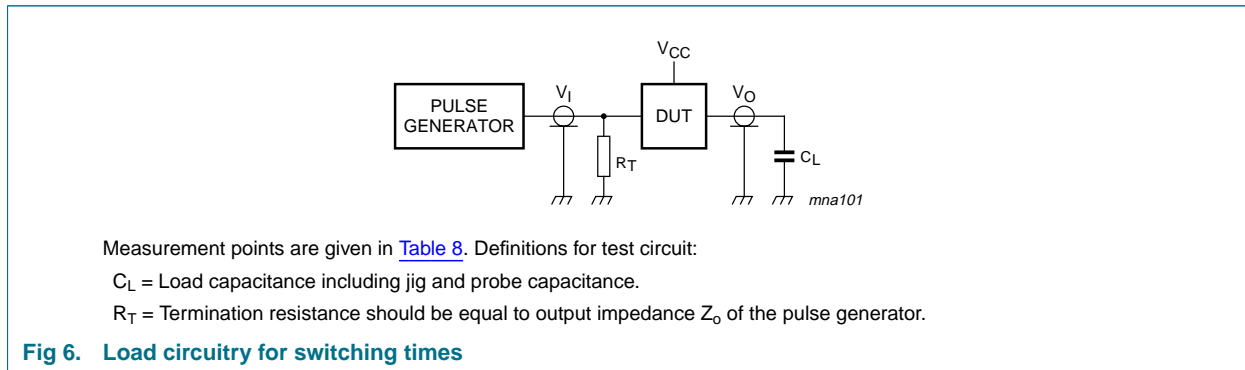 V_CC
PULSE
GENERATOR
V_I
DUT
V_O
R_T
C_L
mna101
Measurement points are given in Table 8. Definitions for test circuit:
C_L = Load capacitance including jig and probe capacitance.
R_T = Termination resistance should be equal to output impedance Z_o of the pulse generator.
Fig 6. Load circuitry for switching times